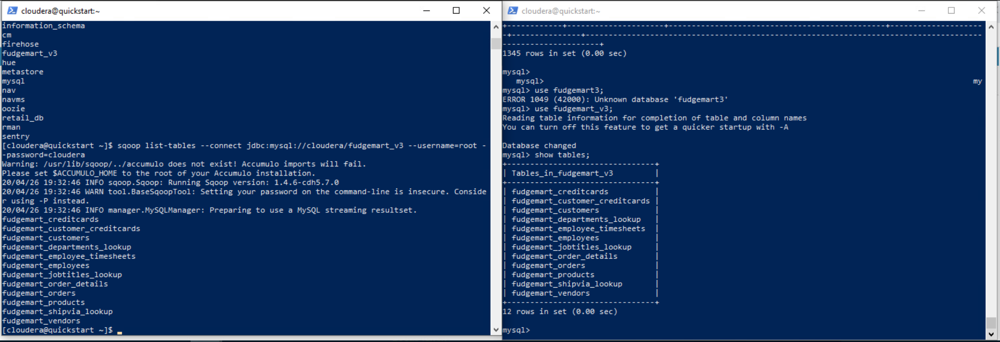 cloudera@quickstart:~
information_schema
cm
firehose
fudgemart_v3
hue
metastore
mysql
nav
navms
oozie
retail_db
rman
sentry
[cloudera@quickstart ~]$ sqoop list-tables --connect jdbc:mysql://cloudera/fudgemart_v3 --username=root -
-password=cloudera
Warning: /usr/lib/sqoop/../accumulo does not exist! Accumulo imports will fail.
Please set $ACCUMULO_HOME to the root of your Accumulo installation.
20/04/26 19:32:46 INFO sqoop.Sqoop: Running Sqoop version: 1.4.6-cdh5.7.0
20/04/26 19:32:46 WARN tool.BaseSqoopTool: Setting your password on the command-line is insecure. Conside
r using -P instead.
20/04/26 19:32:46 INFO manager.MySQLManager: Preparing to use a MySQL streaming resultset.
fudgemart_creditcards
fudgemart_customer_creditcards
fudgemart_customers
fudgemart_departments_lookup
fudgemart_employee_timesheets
fudgemart_employees
fudgemart_jobtitles_lookup
fudgemart_order_details
fudgemart_orders
fudgemart_products
fudgemart_shipvia_lookup
fudgemart_vendors
[cloudera@quickstart ~]$
cloudera@quickstart:~
1345 rows in set (0.00 sec)
mysql>
mysql> my
mysql> use fudgemart3;
ERROR 1049 (42000): Unknown database 'fudgemart3'
mysql> use fudgemart_v3;
Reading table information for completion of table and column names
You can turn off this feature to get a quicker startup with -A
Database changed
mysql> show tables;
+--------------------------------+
| Tables_in_fudgemart_v3 |
+--------------------------------+
| fudgemart_creditcards |
| fudgemart_customer_creditcards |
| fudgemart_customers |
| fudgemart_departments_lookup |
| fudgemart_employee_timesheets |
| fudgemart_employees |
| fudgemart_jobtitles_lookup |
| fudgemart_order_details |
| fudgemart_orders |
| fudgemart_products |
| fudgemart_shipvia_lookup |
| fudgemart_vendors |
+--------------------------------+
12 rows in set (0.00 sec)
mysql>